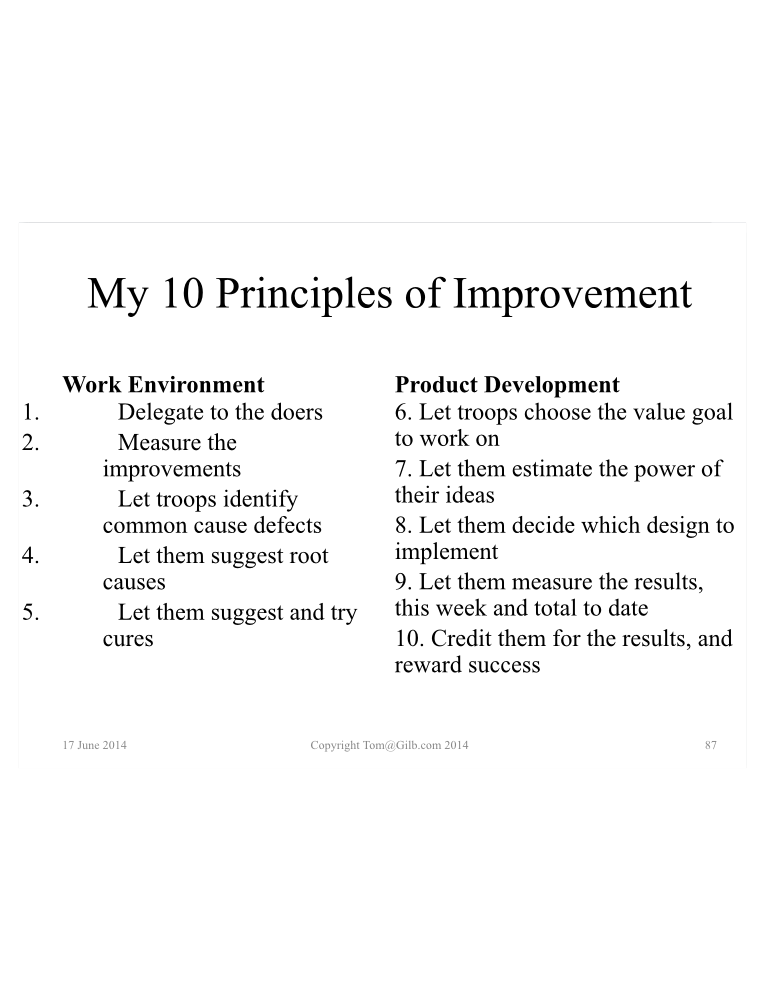 My 10 Principles of Improvement
Work Environment
1. Delegate to the doers
2. Measure the
improvements
3. Let troops identify
common cause defects
4. Let them suggest root
causes
5. Let them suggest and try
cures
Product Development
6. Let troops choose the value goal
to work on
7. Let them estimate the power of
their ideas
8. Let them decide which design to
implement
9. Let them measure the results,
this week and total to date
10. Credit them for the results, and
reward success
17 June 2014
Copyright Tom@Gilb.com 2014
87